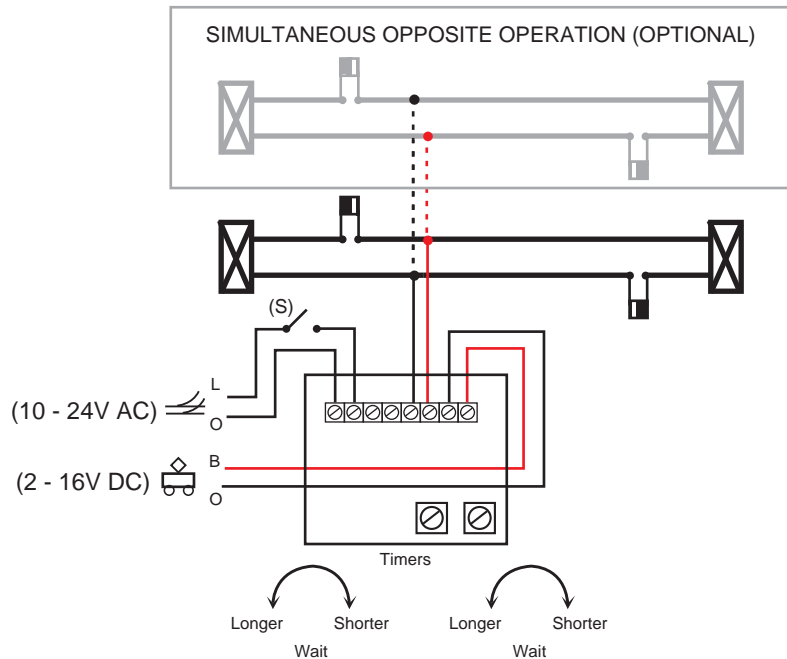 SIMULTANEOUS OPPOSITE OPERATION (OPTIONAL)
(S)
L
(10 - 24V AC)
O
B
(2 - 16V DC)
O
Timers
Longer Shorter
Wait
Longer Shorter
Wait